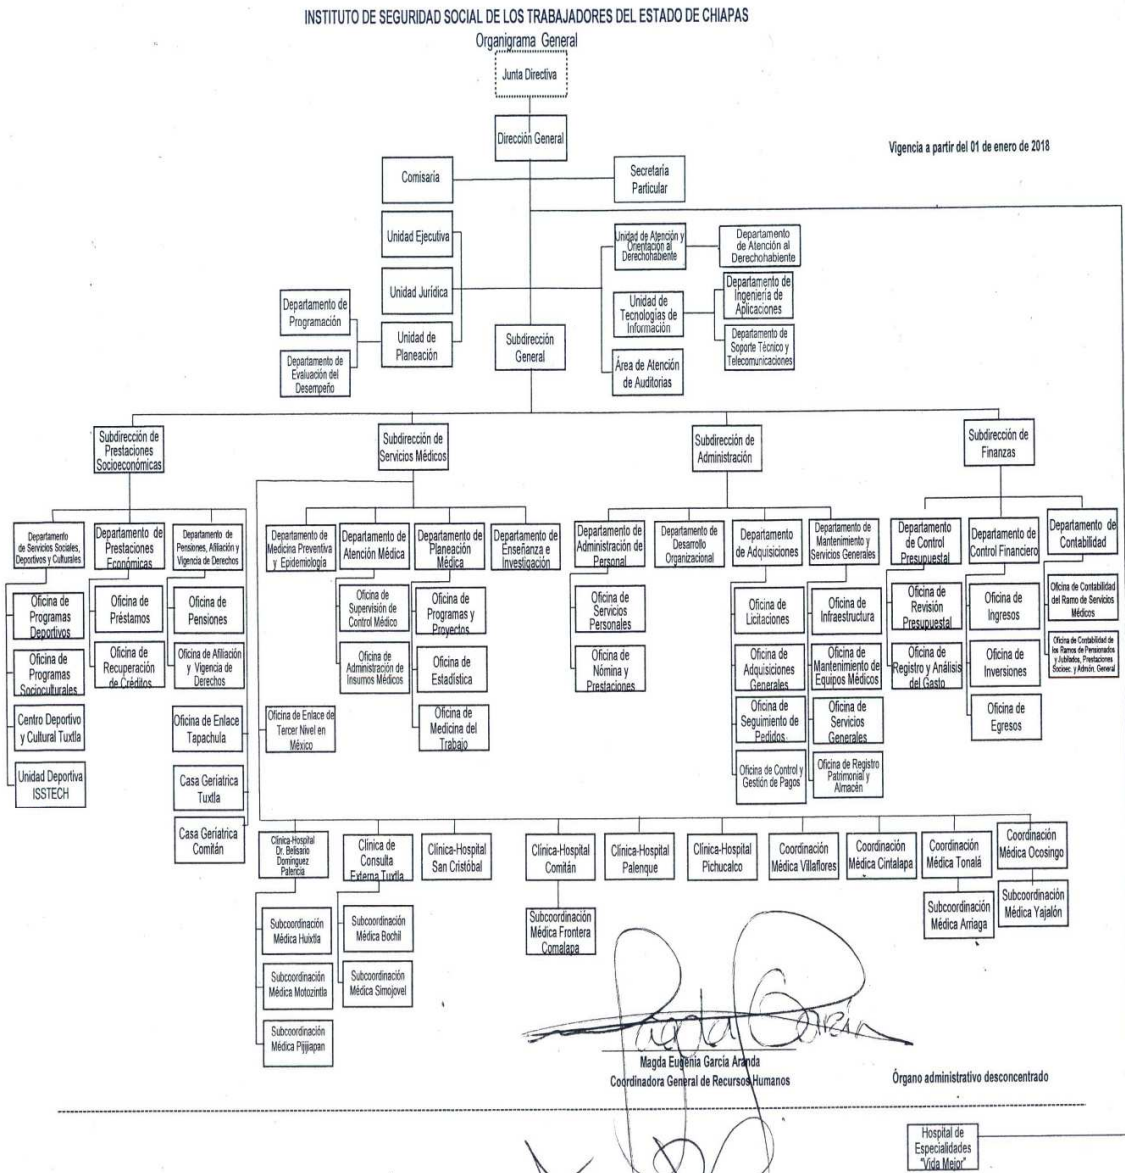 INSTITUTO DE SEGURIDAD SOCIAL DE LOS TRABAJADORES DEL ESTADO DE CHIAPAS
Organigrama General
Junta Directiva
Dirección General
Vigencia a partir del 01 de enero de 2018
Comisaría
Secretaria
Particular
Unidad Ejecutiva
Unidad de Atención y
Orientación al
Derechohabiente
Departamento
de Atención al
Derechohabiente
Unidad Jurídica
Departamento de
Programación
Unidad de
Planeación
Departamento de
Evaluación del
Desempeño
Subdirección
General
Unidad de
Tecnologías de
Información
Departamento de
Ingeniería de
Aplicaciones
Departamento de
Soporte Técnico y
Telecomunicaciones
Área de Atención
de Auditorias
Subdirección de
Prestaciones
Socioeconómicas
Subdirección de
Servicios Médicos
Subdirección de
Administración
Subdirección de
Finanzas
Departamento
de Servicios Sociales,
Deportivos y Culturales
Departamento de
Prestaciones
Económicas
Departamento de
Pensiones, Afiliación y
Vigencia de Derechos
Departamento de
Medicina Preventiva
y Epidemiología
Departamento de
Atención Médica
Departamento de
Planeación
Médica
Departamento de
Enseñanza e
Investigación
Departamento de
Administración de
Personal
Departamento de
Desarrollo
Organizacional
Departamento
de Adquisiciones
Departamento de
Mantenimiento y
Servicios Generales
Departamento
de Control
Presupuestal
Departamento de
Control Financiero
Departamento de
Contabilidad
Oficina de
Programas
Deportivos
Oficina de
Préstamos
Oficina de
Pensiones
Oficina de
Supervisión de
Control Médico
Oficina de
Programas y
Proyectos
Oficina de
Servicios
Personales
Oficina de
Licitaciones
Oficina de
Infraestructura
Oficina de
Revisión
Presupuestal
Oficina de
Ingresos
Oficina de Contabilidad
del Ramo de Servicios
Médicos
Oficina de
Programas
Socioculturales
Oficina de
Recuperación
de Créditos
Oficina de Afiliación
y Vigencia de
Derechos
Oficina de
Administración de
Insumos Médicos
Oficina de
Estadística
Oficina de
Nómina y
Prestaciones
Oficina de
Adquisiciones
Generales
Oficina de
Mantenimiento de
Equipos Médicos
Oficina de
Registro y Análisis
del Gasto
Oficina de
Inversiones
Oficina de Contabilidad de
los Ramos de Pensionados
y Jubilados, Prestaciones
Socioec. y Admón. General
Centro Deportivo
y Cultural Tuxtla
Oficina de Enlace
Tapachula
Oficina de Enlace de
Tercer Nivel en
México
Oficina de
Medicina del
Trabajo
Oficina de
Seguimiento de
Pedidos
Oficina de
Servicios
Generales
Oficina de
Egresos
Unidad Deportiva
ISSTECH
Casa Geriatrica
Tuxtla
Oficina de Control y
Gestión de Pagos
Oficina de Registro
Patrimonial y
Almacén
Casa Geriatrica
Comitán
Clínica-Hospital
Dr. Belisario
Domínguez
Palencia
Clínica de
Consulta
Externa Tuxtla
Clínica-Hospital
San Cristóbal
Clínica-Hospital
Comitán
Clínica-Hospital
Palenque
Clínica-Hospital
Pichucalco
Coordinación
Médica Villaflores
Coordinación
Médica Cintalapa
Coordinación
Médica Tonalá
Coordinación
Médica Ocosingo
Subcoordinación
Médica Huixtla
Subcoordinación
Médica Bochil
Subcoordinación
Médica Frontera
Comalapa
Subcoordinación
Médica Arriaga
Subcoordinación
Médica Yajalón
Subcoordinación
Médica Motozintla
Subcoordinación
Médica Simojovel
Subcoordinación
Médica Pijijiapan
Magda García
Magda Eugenia García Aranda
Coordinadora General de Recursos Humanos
Órgano administrativo desconcentrado
Hospital de
Especialidades
"Vida Mejor"